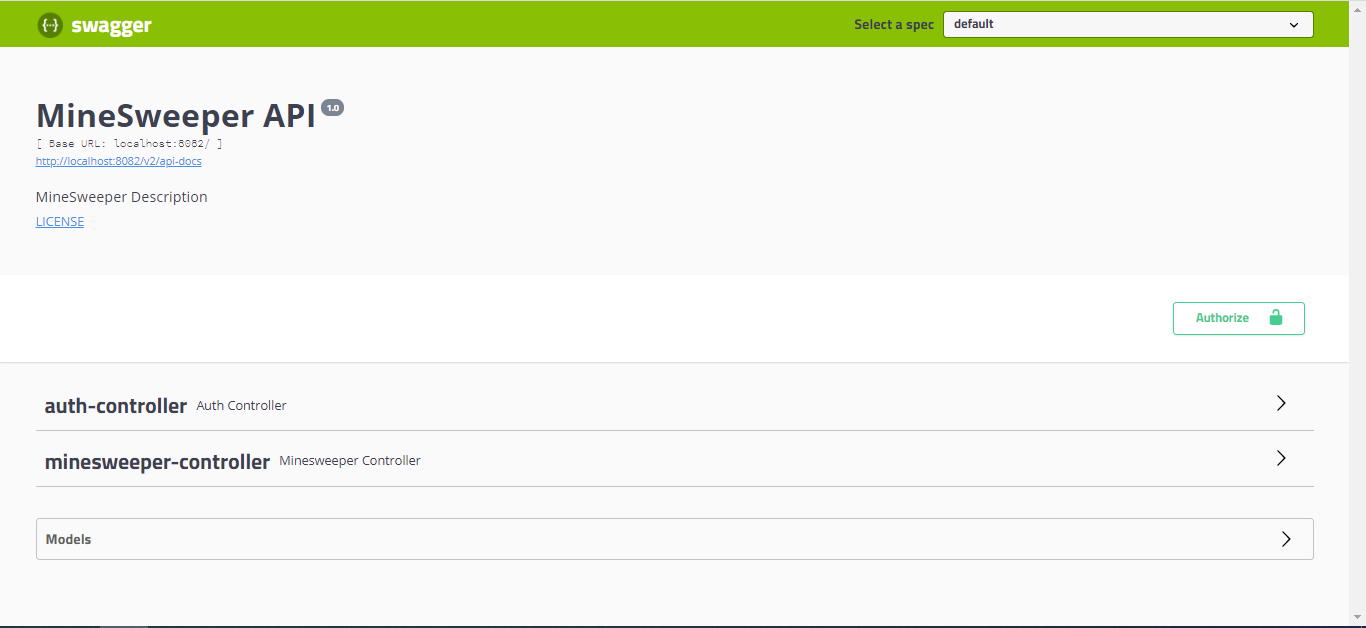 swagger
Select a spec default
MineSweeper API 1.0
[ Base URL: localhost:8082/ ]
http://localhost:8082/v2/api-docs
MineSweeper Description
LICENSE
Authorize
auth-controller Auth Controller
minesweeper-controller Minesweeper Controller
Models